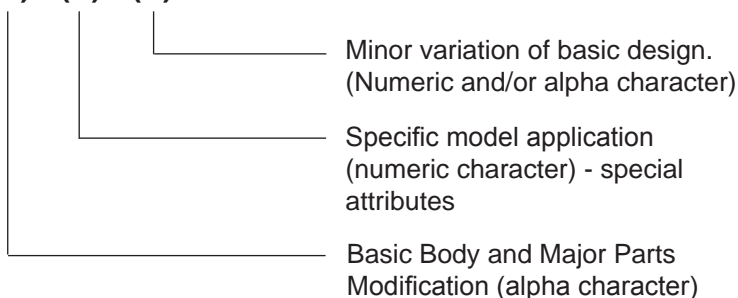 Minor variation of basic design.
(Numeric and/or alpha character)
Specific model application
(numeric character) - special
attributes
Basic Body and Major Parts
Modification (alpha character)